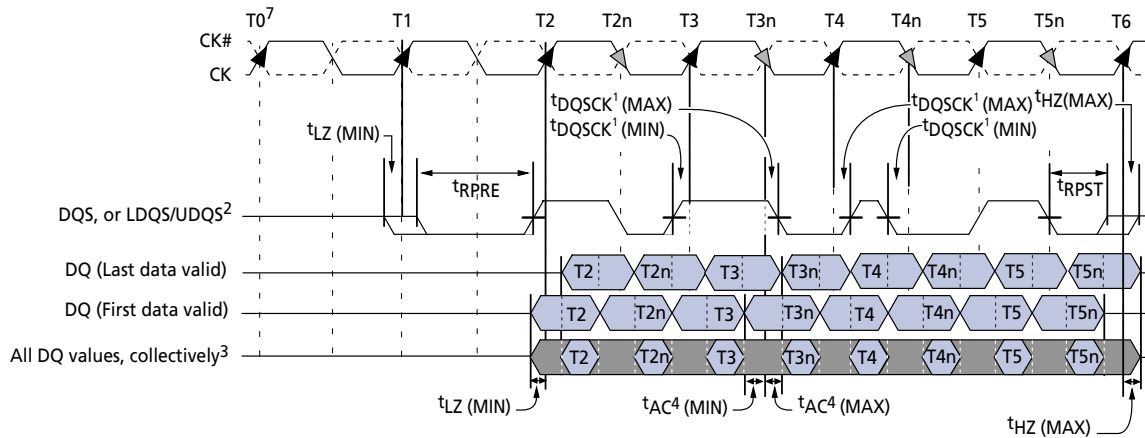 T0⁷ T1 T2 T2n T3 T3n T4 T4n T5 T5n T6
CK#
CK
tDQSCK¹ (MAX) tDQSCK¹ (MAX) tHZ(MAX)
tLZ (MIN) tDQSCK¹ (MIN) tDQSCK¹ (MIN)
tRPRE tRPST
DQS, or LDQS/UDQS²
DQ (Last data valid) T2 T2n T3 T3n T4 T4n T5 T5n
DQ (First data valid) T2 T2n T3 T3n T4 T4n T5 T5n
All DQ values, collectively³ T2 T2n T3 T3n T4 T4n T5 T5n
tLZ (MIN) tAC⁴ (MIN) tAC⁴ (MAX)
tHZ (MAX)